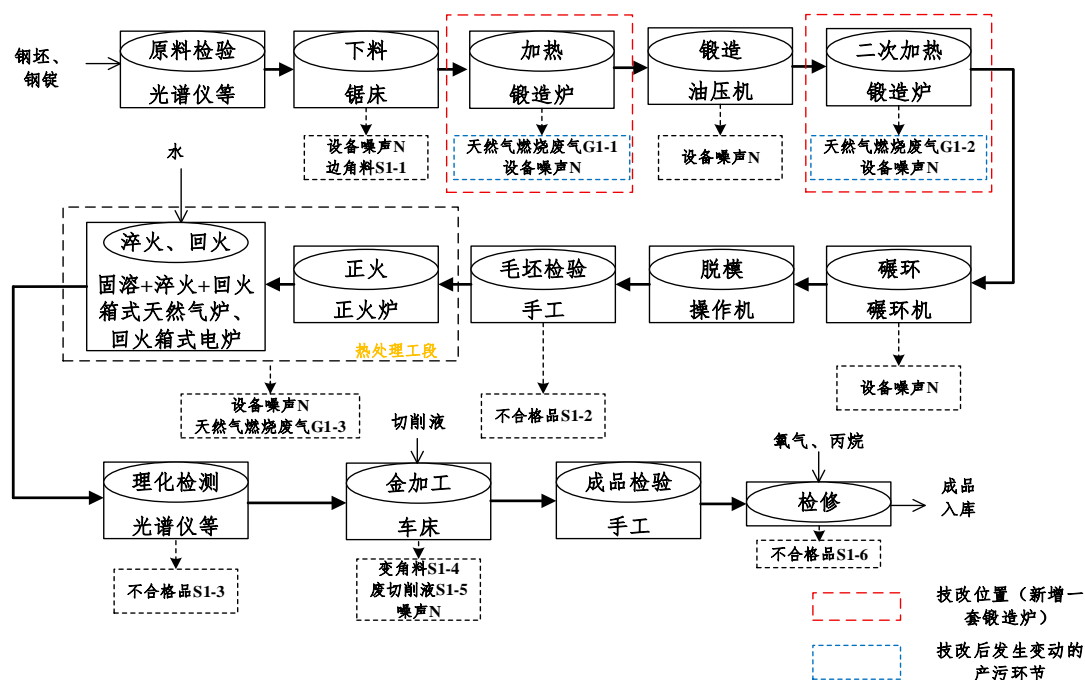 钢坯、
钢锭
原料检验
光谱仪等
下料
锯床
加热
锻造炉
锻造
油压机
二次加热
锻造炉
设备噪声N
边角料S1-1
天然气燃烧废气G1-1
设备噪声N
设备噪声N
天然气燃烧废气G1-2
设备噪声N
水
淬火、回火
固溶+淬火+回火
箱式天然气炉、
回火箱式电炉
正火
正火炉
毛坯检验
手工
脱模
操作机
碾环
碾环机
热处理工段
设备噪声N
天然气燃烧废气G1-3
不合格品S1-2
设备噪声N
切削液
氧气、丙烷
理化检测
光谱仪等
金加工
车床
成品检验
手工
检修
成品
入库
不合格品S1-3
变角料S1-4
废切削液S1-5
噪声N
不合格品S1-6
技改位置（新增一
套锻造炉）
技改后发生变动的
产污环节